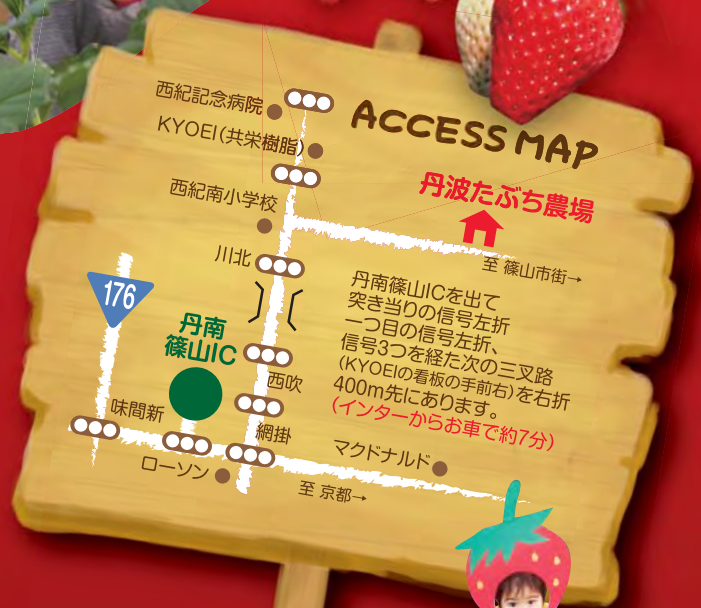 西紀記念病院
ACCESS MAP
KYOEI(共栄樹脂)
丹波たぶち農場
西紀南小学校
川北
至 篠山市街→
176
丹南
篠山IC
丹南篠山ICを出て
突き当りの信号左折
一つ目の信号左折、
信号3つを経た次の三叉路
(KYOEIの看板の手前右)を右折
400m先にあります。
(インターからお車で約7分)
西吹
味間新
網掛
ローソン
マクドナルド
至 京都→